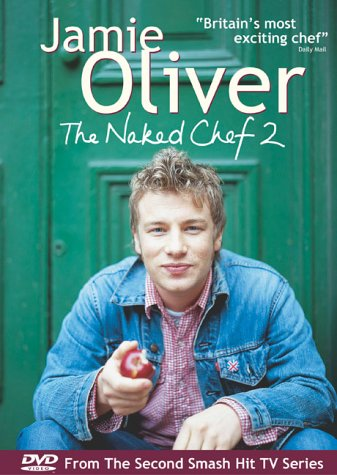 Jamie
Oliver
"Britain's most
exciting chef"
Daily Mail
The Naked Chef 2
DVD
VIDEO
From The Second Smash Hit TV Series